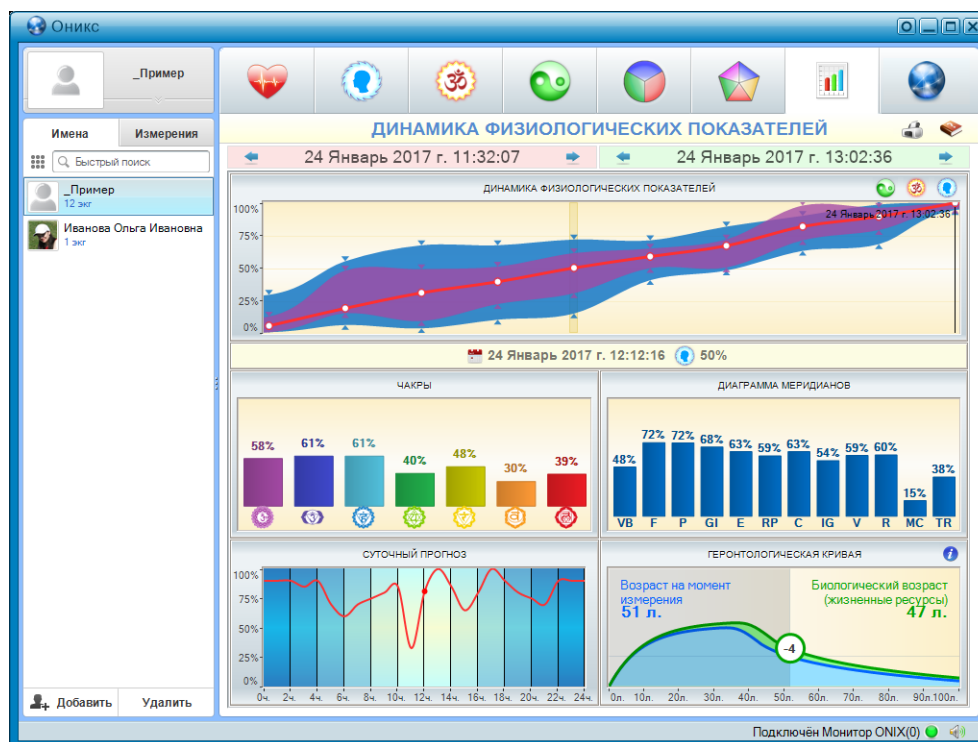 Оникс
_Пример
Имена
Измерения
Быстрый поиск
_Пример
12 экг
Иванова Ольга Ивановна
1 экг
Добавить
Удалить
ДИНАМИКА ФИЗИОЛОГИЧЕСКИХ ПОКАЗАТЕЛЕЙ
24 Январь 2017 г. 11:32:07
24 Январь 2017 г. 13:02:36
ДИНАМИКА ФИЗИОЛОГИЧЕСКИХ ПОКАЗАТЕЛЕЙ
100%
75%
50%
25%
0%
24 Январь 2017 г. 13:02:36
24 Январь 2017 г. 12:12:16 50%
ЧАКРЫ
58% 61% 61% 40% 48% 30% 39%
ДИАГРАММА МЕРИДИАНОВ
48% 72% 72% 68% 63% 59% 63% 54% 59% 60% 15% 38%
VB F P GI E RP C IG V R MC TR
СУТОЧНЫЙ ПРОГНОЗ
100%
75%
50%
25%
0%
0ч. 2ч. 4ч. 6ч. 8ч. 10ч. 12ч. 14ч. 16ч. 18ч. 20ч. 22ч. 24ч.
ГЕРОНТОЛОГИЧЕСКАЯ КРИВАЯ
Возраст на момент
измерения
51 л.
Биологический возраст
(жизненные ресурсы)
47 л.
-4
0л. 10л. 20л. 30л. 40л. 50л. 60л. 70л. 80л. 90л. 100л.
Подключён Монитор ONIX(0)